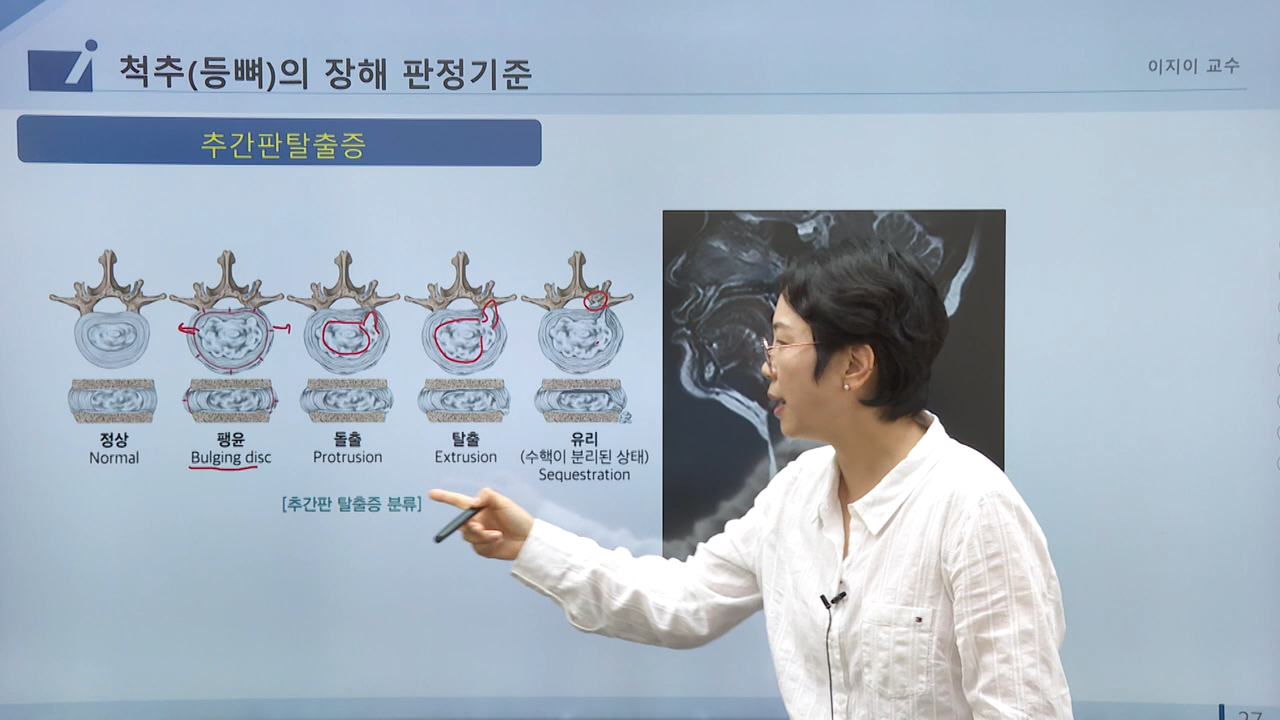 척추(등뼈)의 장해 판정기준
이지이 교수
추간판탈출증
정상
Normal
팽윤
Bulging disc
돌출
Protrusion
탈출
Extrusion
유리
(수핵이 분리된 상태)
Sequestration
[추간판 탈출증 분류]
27